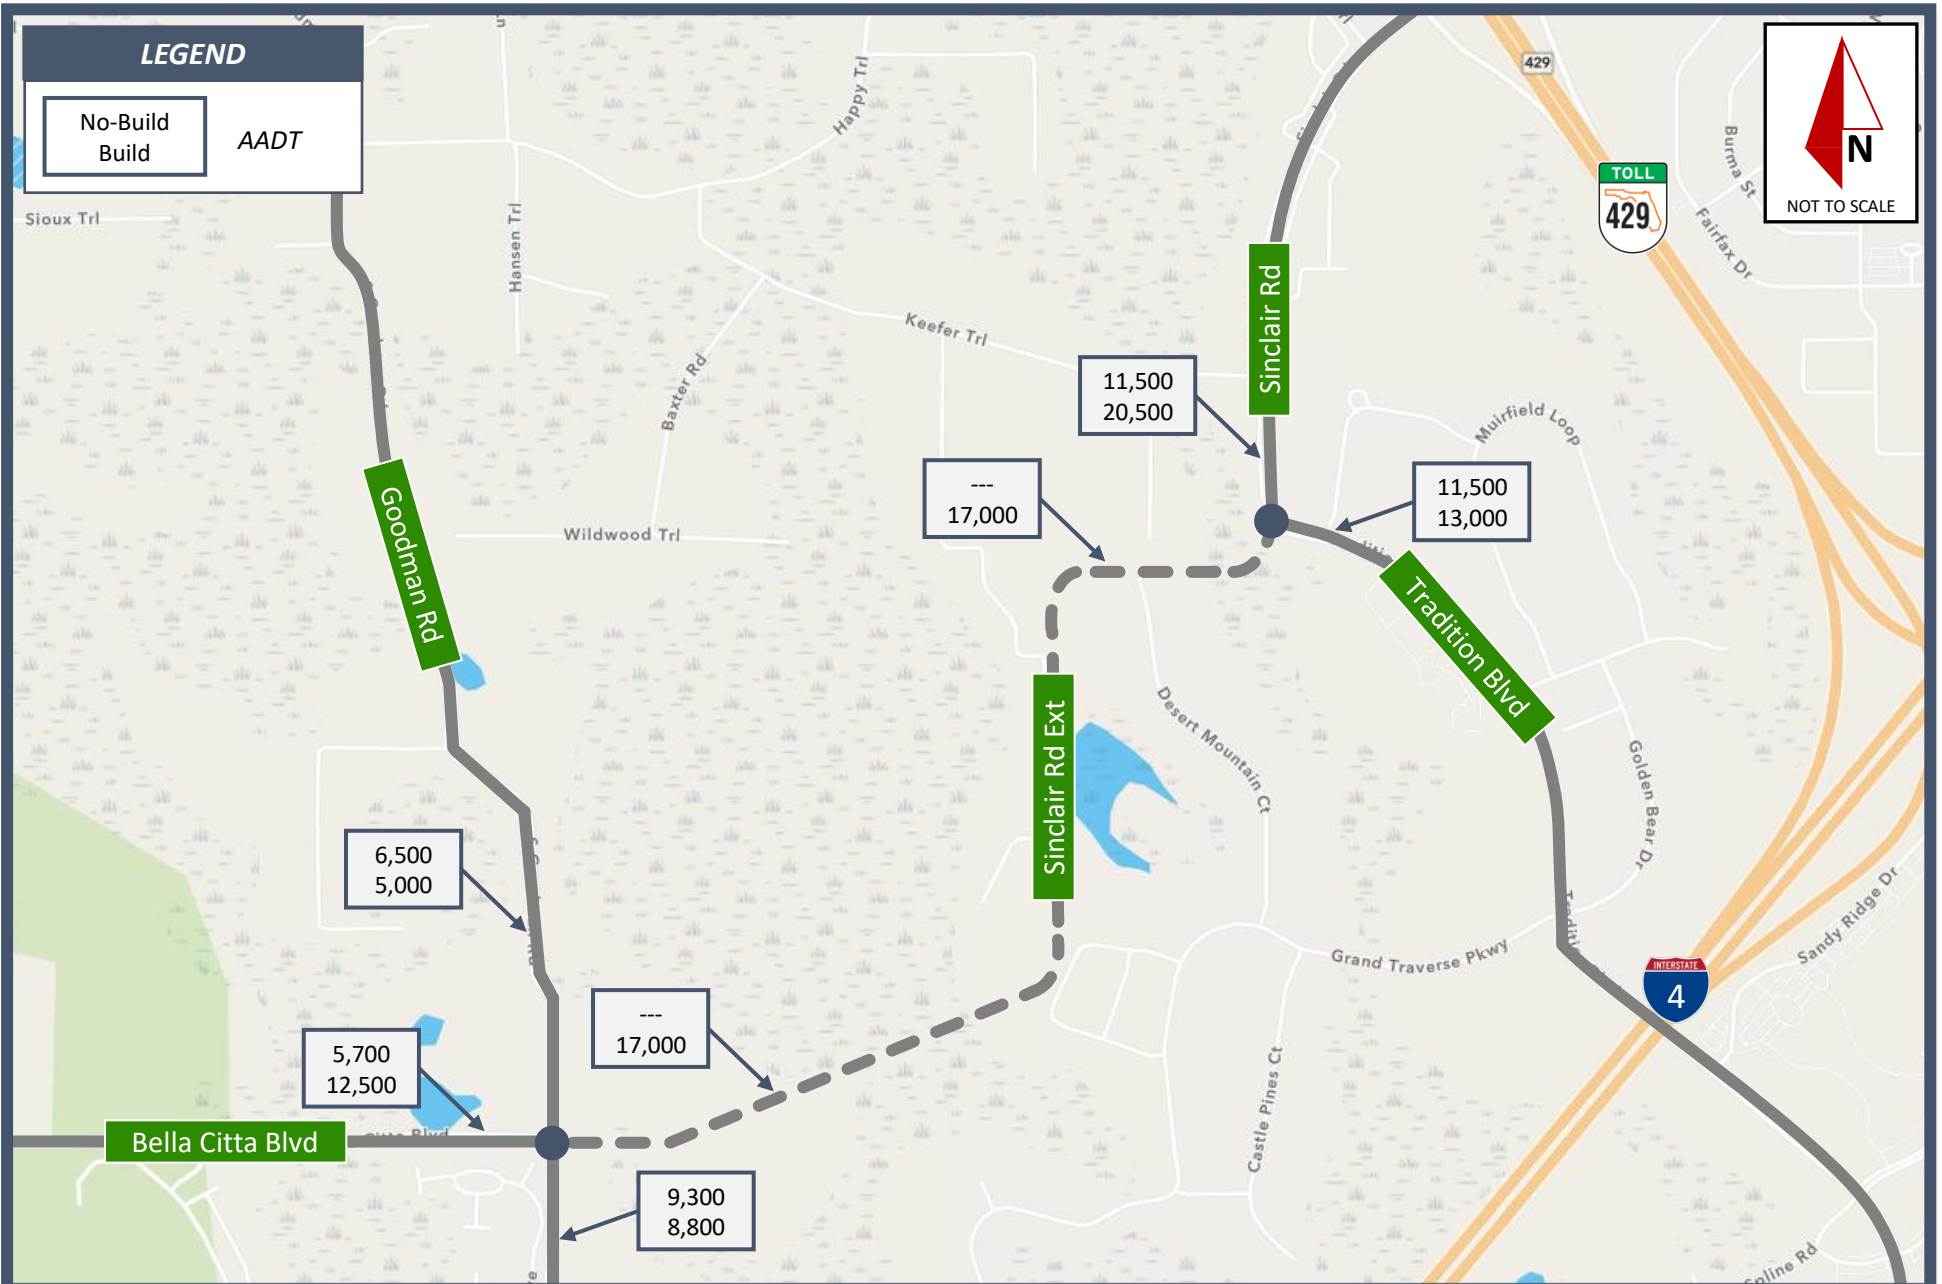 LEGEND
No-Build
Build
AADT
429
TOLL
429
N
NOT TO SCALE
Sioux Trl
Hansen Trl
Happy Trl
Burma St
Fairfax Dr
Keefer Trl
Baxter Rd
Sinclair Rd
11,500
20,500
Muirfield Loop
---
17,000
11,500
13,000
Goodman Rd
Wildwood Trl
Tradition Blvd
Sinclair Rd Ext
Desert Mountain Ct
Golden Bear Dr
6,500
5,000
Grand Traverse Pkwy
Sandy Ridge Dr
INTERSTATE
4
---
17,000
5,700
12,500
Bella Citta Blvd
Castle Pines Ct
9,300
8,800